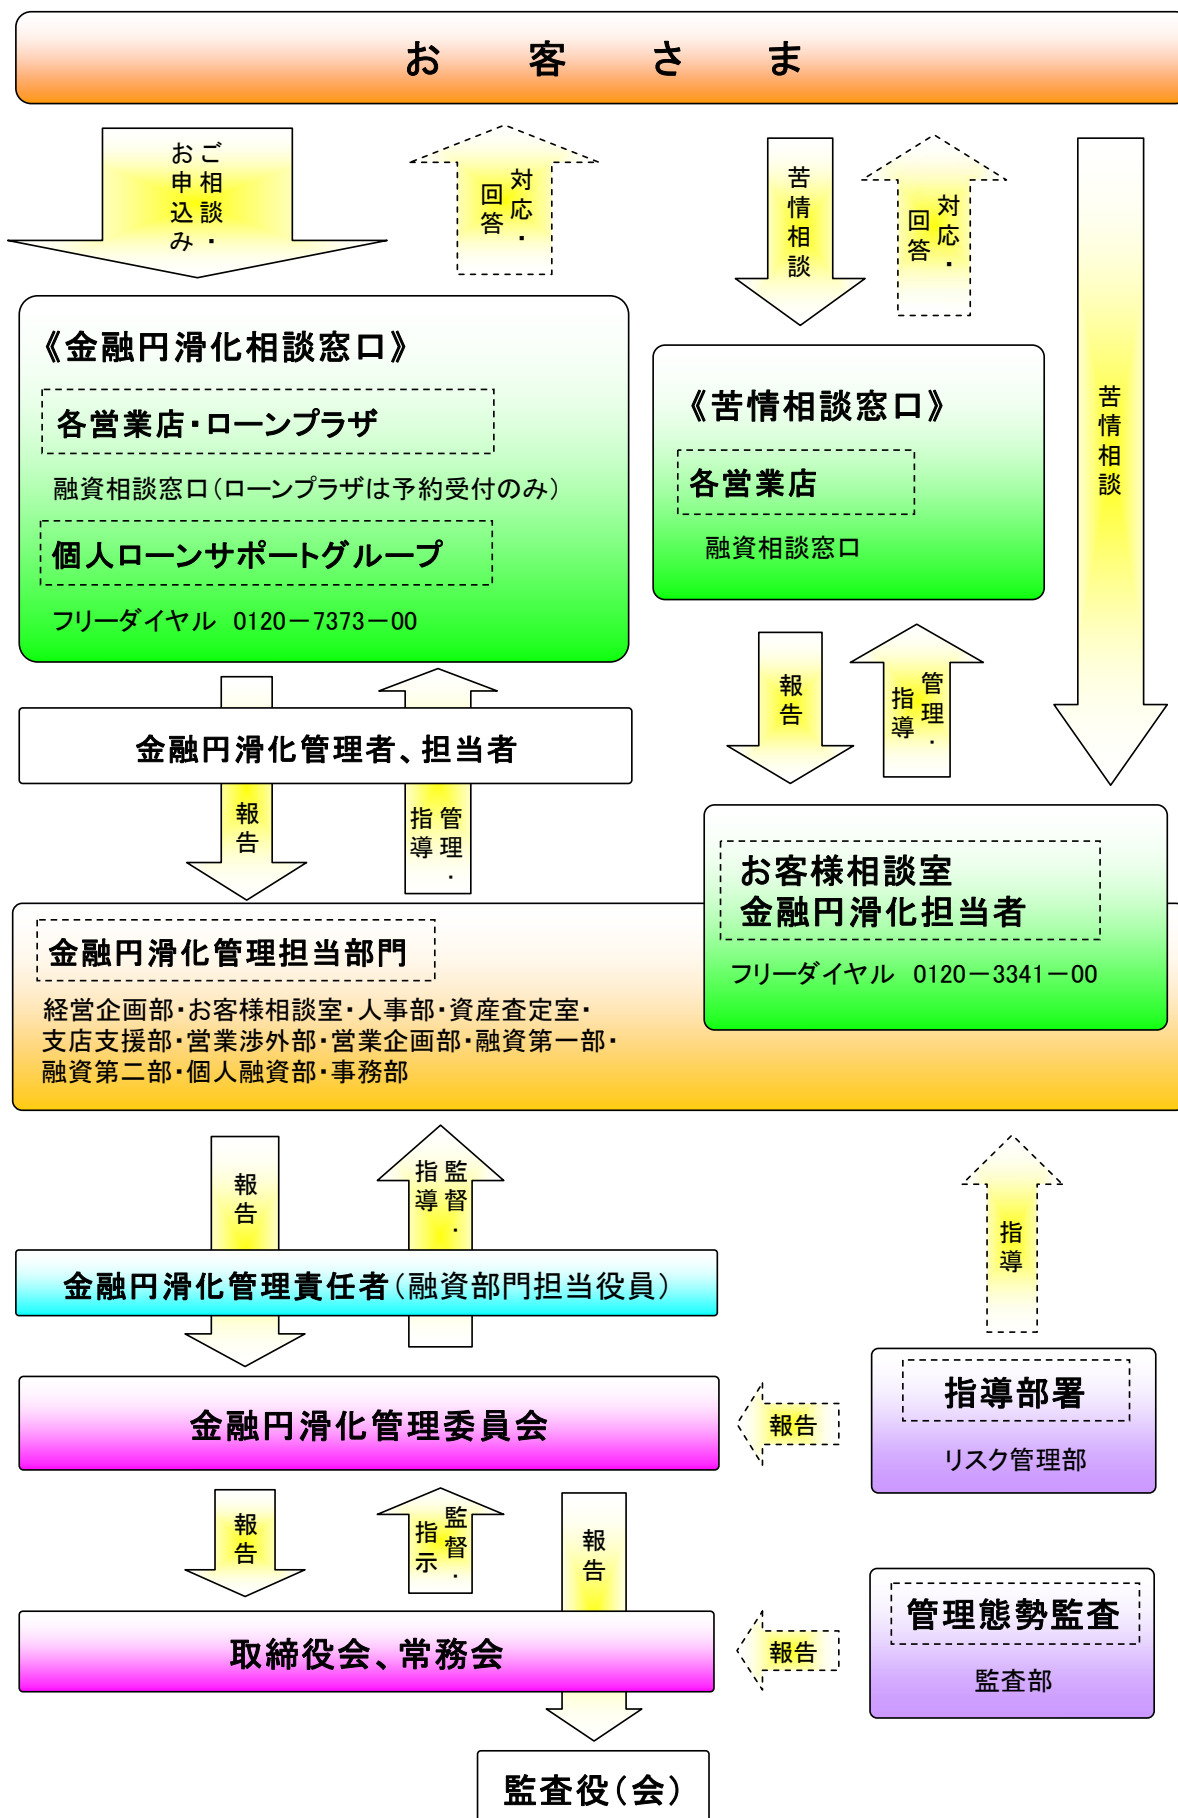 お客さま
ご相談・
お申込み
対応・
回答
苦情相談
対応・
回答
苦情相談
《金融円滑化相談窓口》
各営業店・ローンプラザ
融資相談窓口(ローンプラザは予約受付のみ)
個人ローンサポートグループ
フリーダイヤル 0120-7373-00
《苦情相談窓口》
各営業店
融資相談窓口
報告
管理・
指導
金融円滑化管理者、担当者
報告
管理・
指導
お客様相談室
金融円滑化担当者
フリーダイヤル 0120-3341-00
金融円滑化管理担当部門
経営企画部・お客様相談室・人事部・資産査定室・
支店支援部・営業渉外部・営業企画部・融資第一部・
融資第二部・個人融資部・事務部
報告
監督・
指導
指導
金融円滑化管理責任者(融資部門担当役員)
金融円滑化管理委員会
報告
指導部署
リスク管理部
報告
監督・
指示
報告
取締役会、常務会
報告
管理態勢監査
監査部
監査役(会)